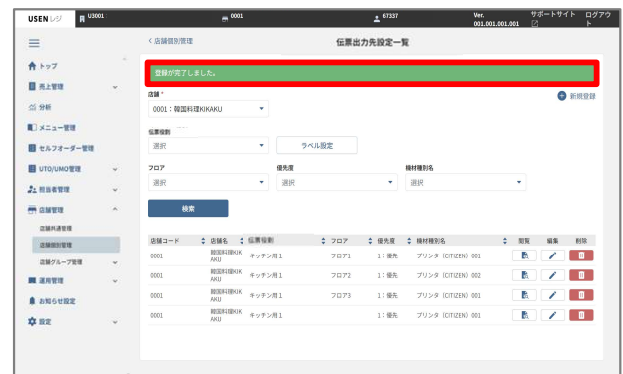 USEN レジ
U3001
0001
67337
Ver.
001.001.001.001
サポートサイト
ログアウト
< 店舗個別管理
伝票出力先設定一覧
トップ
売上管理
分析
メニュー管理
セルフオーダー管理
UTO/UMO管理
担当者管理
店舗管理
店舗共通管理
店舗個別管理
店舗グループ管理
運用管理
お知らせ設定
設定
登録が完了しました。
店舗 *
新規登録
0001：韓国料理KIKAKU
伝票役割
選択
ラベル設定
フロア 優先度 機材種別名
選択 選択 選択
検索
店舗コード 店舗名 伝票役割 フロア 優先度 機材種別名 閲覧 編集 削除
0001 韓国料理KIKAKU キッチン用1 フロア1 1：優先 プリンタ（CITIZEN）001
0001 韓国料理KIKAKU キッチン用1 フロア2 1：優先 プリンタ（CITIZEN）002
0001 韓国料理KIKAKU キッチン用1 フロア3 1：優先 プリンタ（CITIZEN）003
0001 韓国料理KIKAKU キッチン用1 1：優先 プリンタ（CITIZEN）001